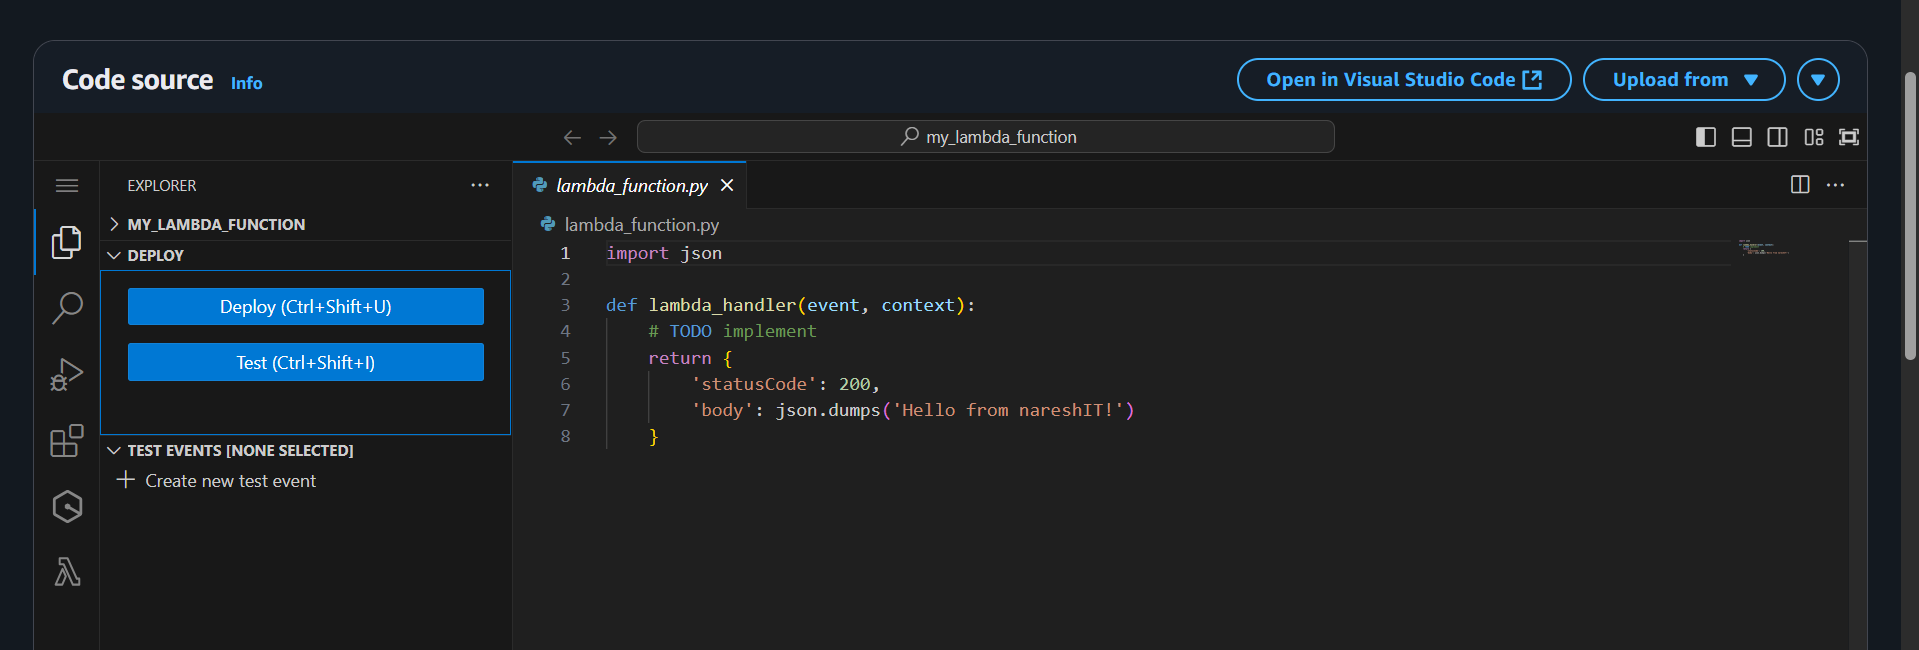 Code source Info
Open in Visual Studio Code
Upload from
my_lambda_function
EXPLORER
MY_LAMBDA_FUNCTION
DEPLOY
Deploy (Ctrl+Shift+U)
Test (Ctrl+Shift+I)
TEST EVENTS [NONE SELECTED]
Create new test event
lambda_function.py
lambda_function.py
1 import json
2
3 def lambda_handler(event, context):
4     # TODO implement
5     return {
6         'statusCode': 200,
7         'body': json.dumps('Hello from nareshIT!')
8     }